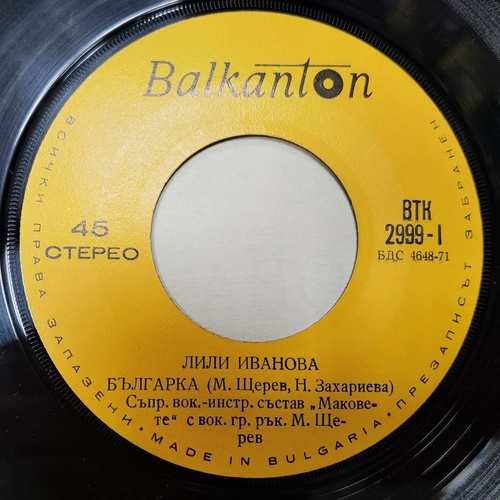 Balkanton
45
СТЕРЕО
ВТК
2999-I
БДС 4648-71
ЛИЛИ ИВАНОВА
БЪЛГАРКА (М. Щерев, Н. Захариева)
Съпр. вок.-инстр. състав „Макове-
те“ с вок. гр. рък. М. Ще-
рев
ВСИЧКИ ПРАВА ЗАПАЗЕНИ • MADE IN BULGARIA • ПРЕЗАПИСЪТ ЗАБРАНЕН